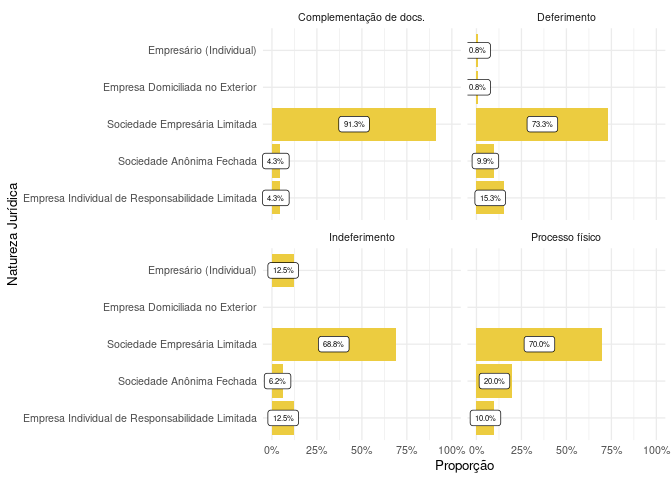 Complementação de docs.
Deferimento
Empresário (Individual)
0.8%
Empresa Domiciliada no Exterior
0.8%
Sociedade Empresária Limitada
91.3%
73.3%
Sociedade Anônima Fechada
4.3%
9.9%
Empresa Individual de Responsabilidade Limitada
4.3%
15.3%
Natureza Jurídica
Indeferimento
Processo físico
Empresário (Individual)
12.5%
Empresa Domiciliada no Exterior
Sociedade Empresária Limitada
68.8%
70.0%
Sociedade Anônima Fechada
6.2%
20.0%
Empresa Individual de Responsabilidade Limitada
12.5%
10.0%
0% 25% 50% 75% 100%
0% 25% 50% 75% 100%
Proporção